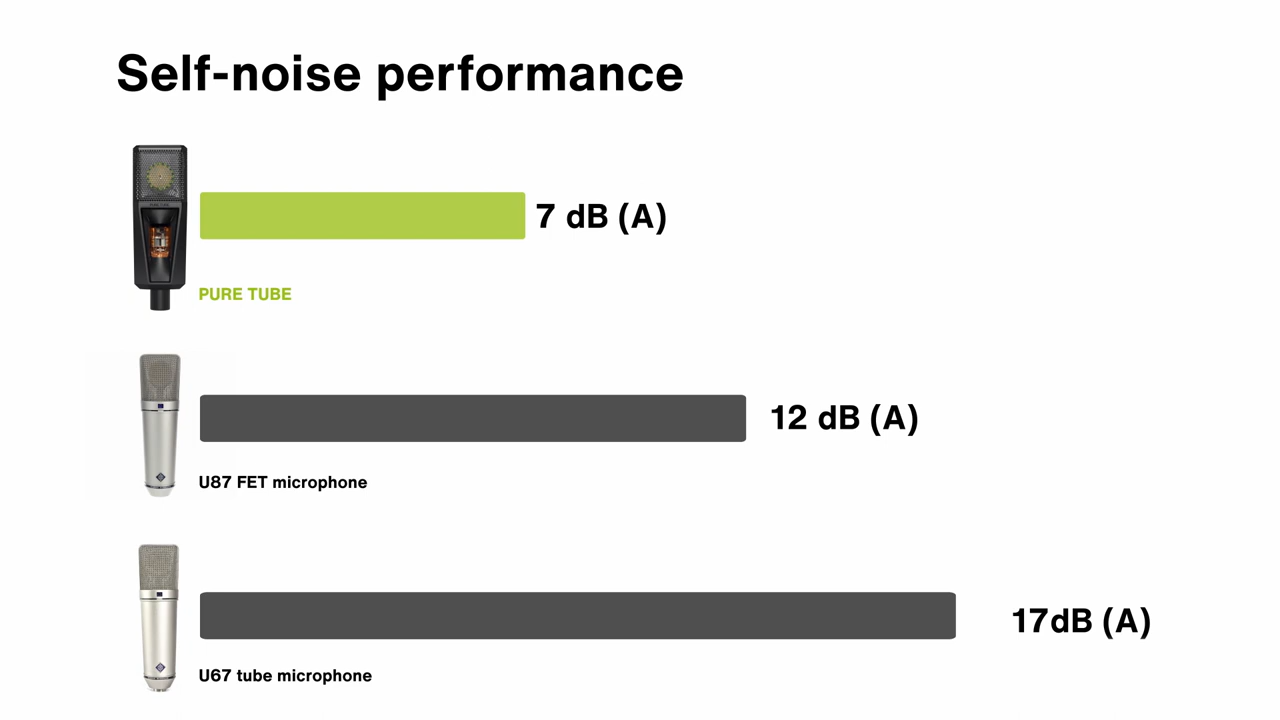 Self-noise performance
7 dB (A)
PURE TUBE
12 dB (A)
U87 FET microphone
17dB (A)
U67 tube microphone